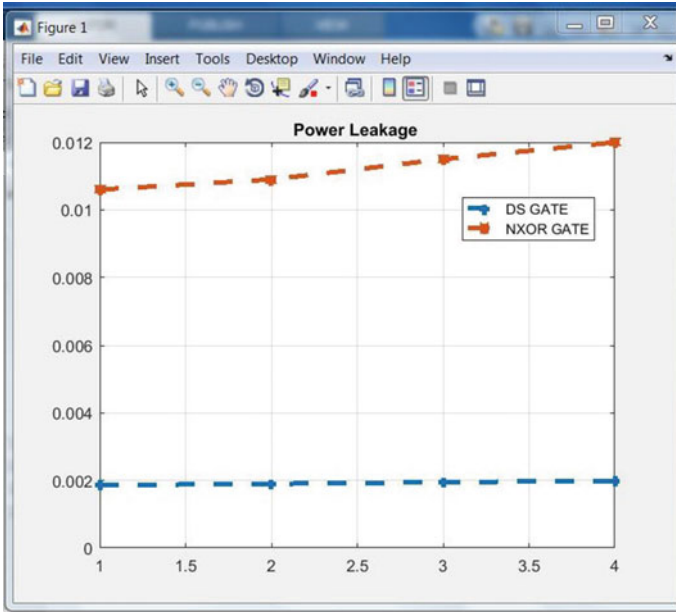 Figure 1
File Edit View Insert Tools Desktop Window Help
Power Leakage
0.012
0.01
0.008
0.006
0.004
0.002
0
DS GATE
NXOR GATE
1 1.5 2 2.5 3 3.5 4